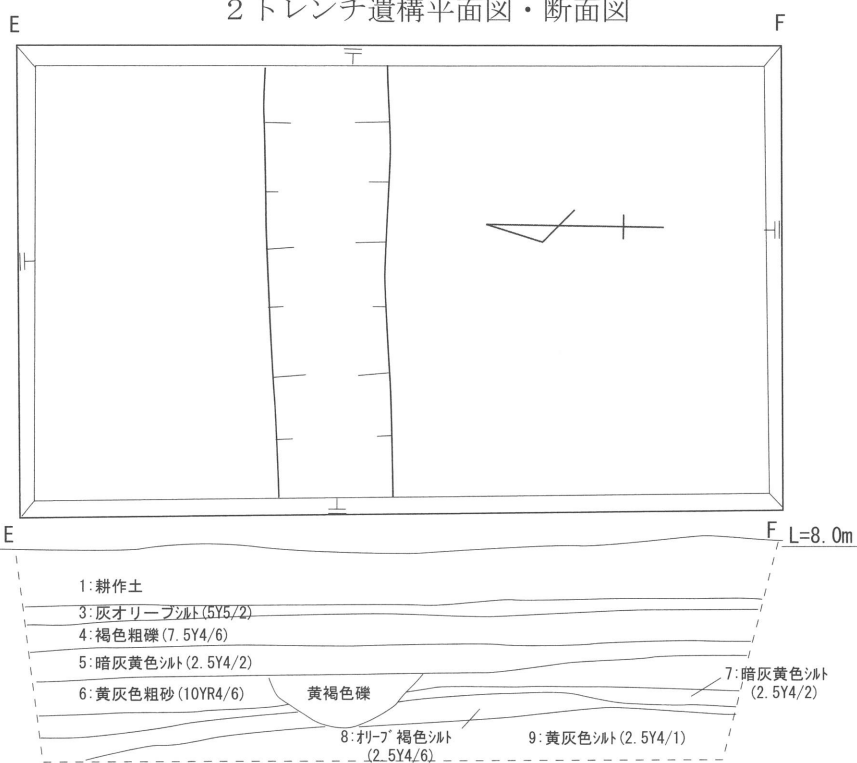 2トレンチ遺構平面図・断面図
E
F
E
F
L=8.0m
1:耕作土
3:灰オリーブシルト(5Y5/2)
4:褐色粗礫(7.5Y4/6)
5:暗灰黄色シルト(2.5Y4/2)
6:黄灰色粗砂(10YR4/6)
黄褐色礫
7:暗灰黄色シルト
(2.5Y4/2)
8:オリーブ褐色シルト
(2.5Y4/6)
9:黄灰色シルト(2.5Y4/1)